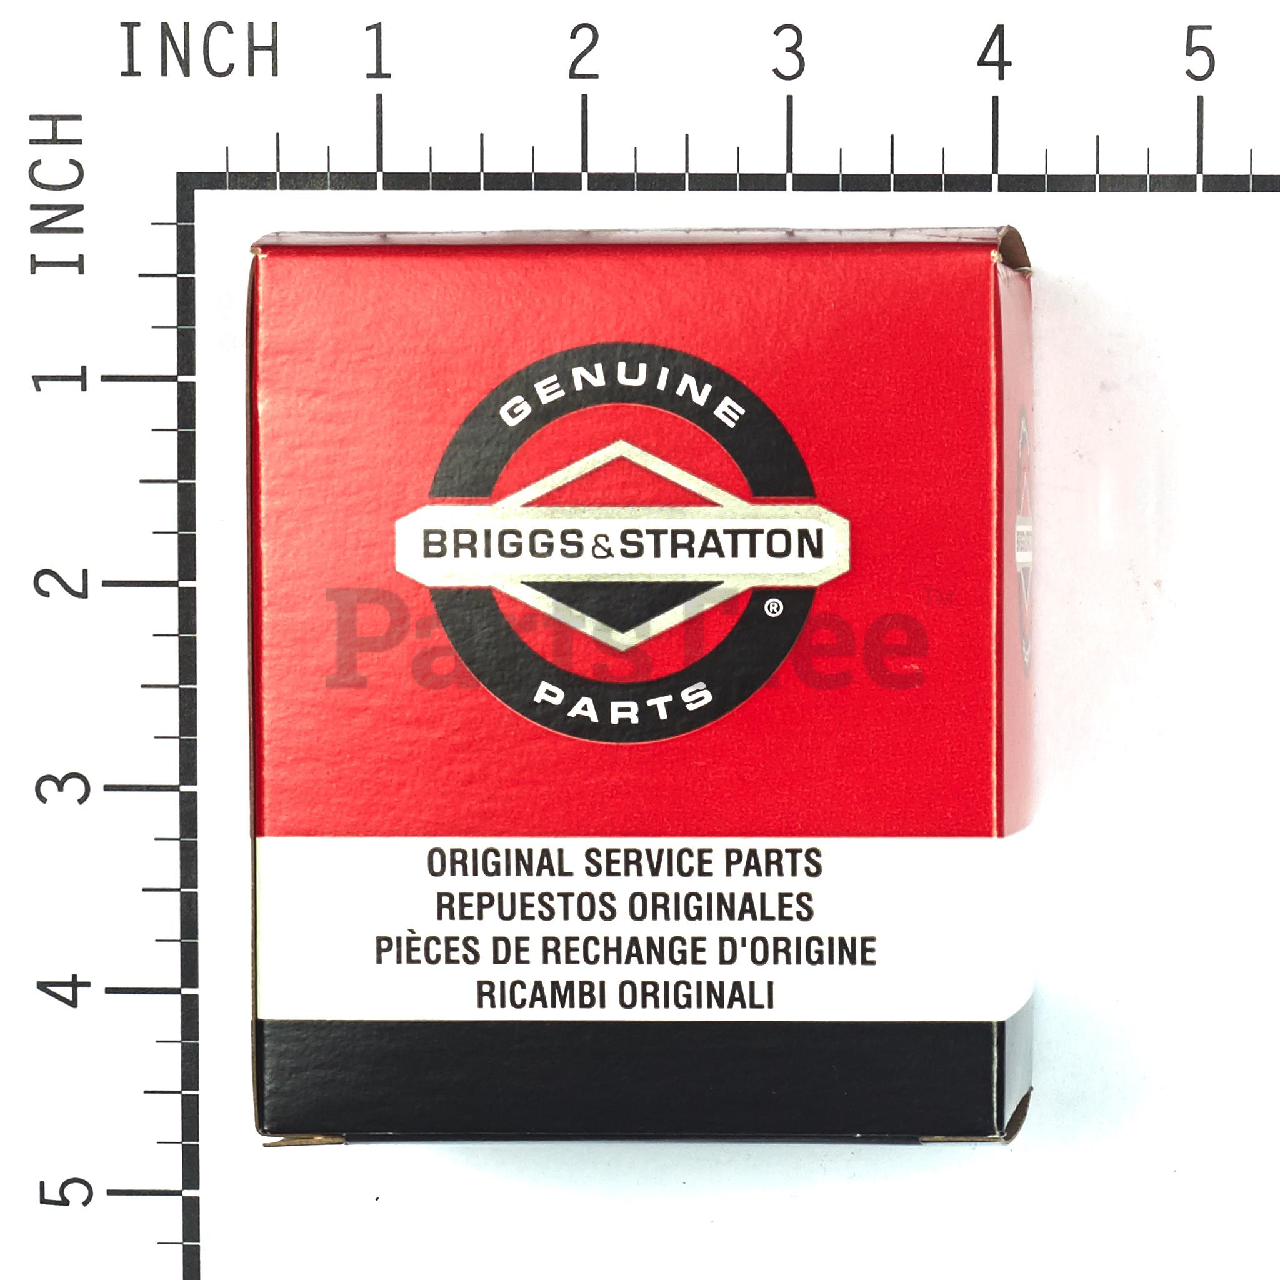 INCH 1 2 3 4 5
INCH
1
2
3
4
5
GENUINE
BRIGGS & STRATTON
®
PARTS
PartsTree™
ORIGINAL SERVICE PARTS
REPUESTOS ORIGINALES
PIÈCES DE RECHANGE D'ORIGINE
RICAMBI ORIGINALI